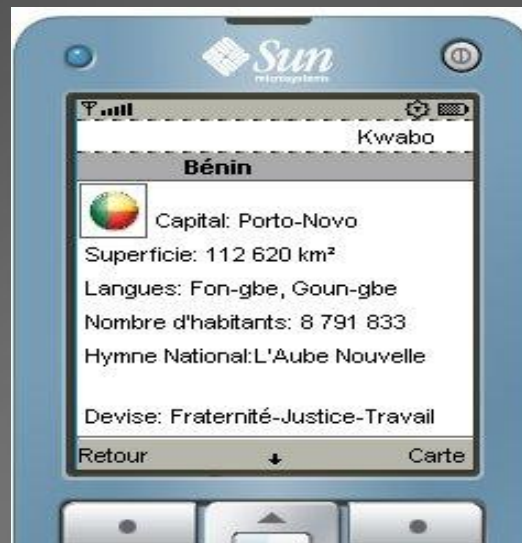 Sun
microsystems
Kwabo
Bénin
Capital: Porto-Novo
Superficie: 112 620 km²
Langues: Fon-gbe, Goun-gbe
Nombre d'habitants: 8 791 833
Hymne National:L'Aube Nouvelle
Devise: Fraternité-Justice-Travail
Retour
Carte